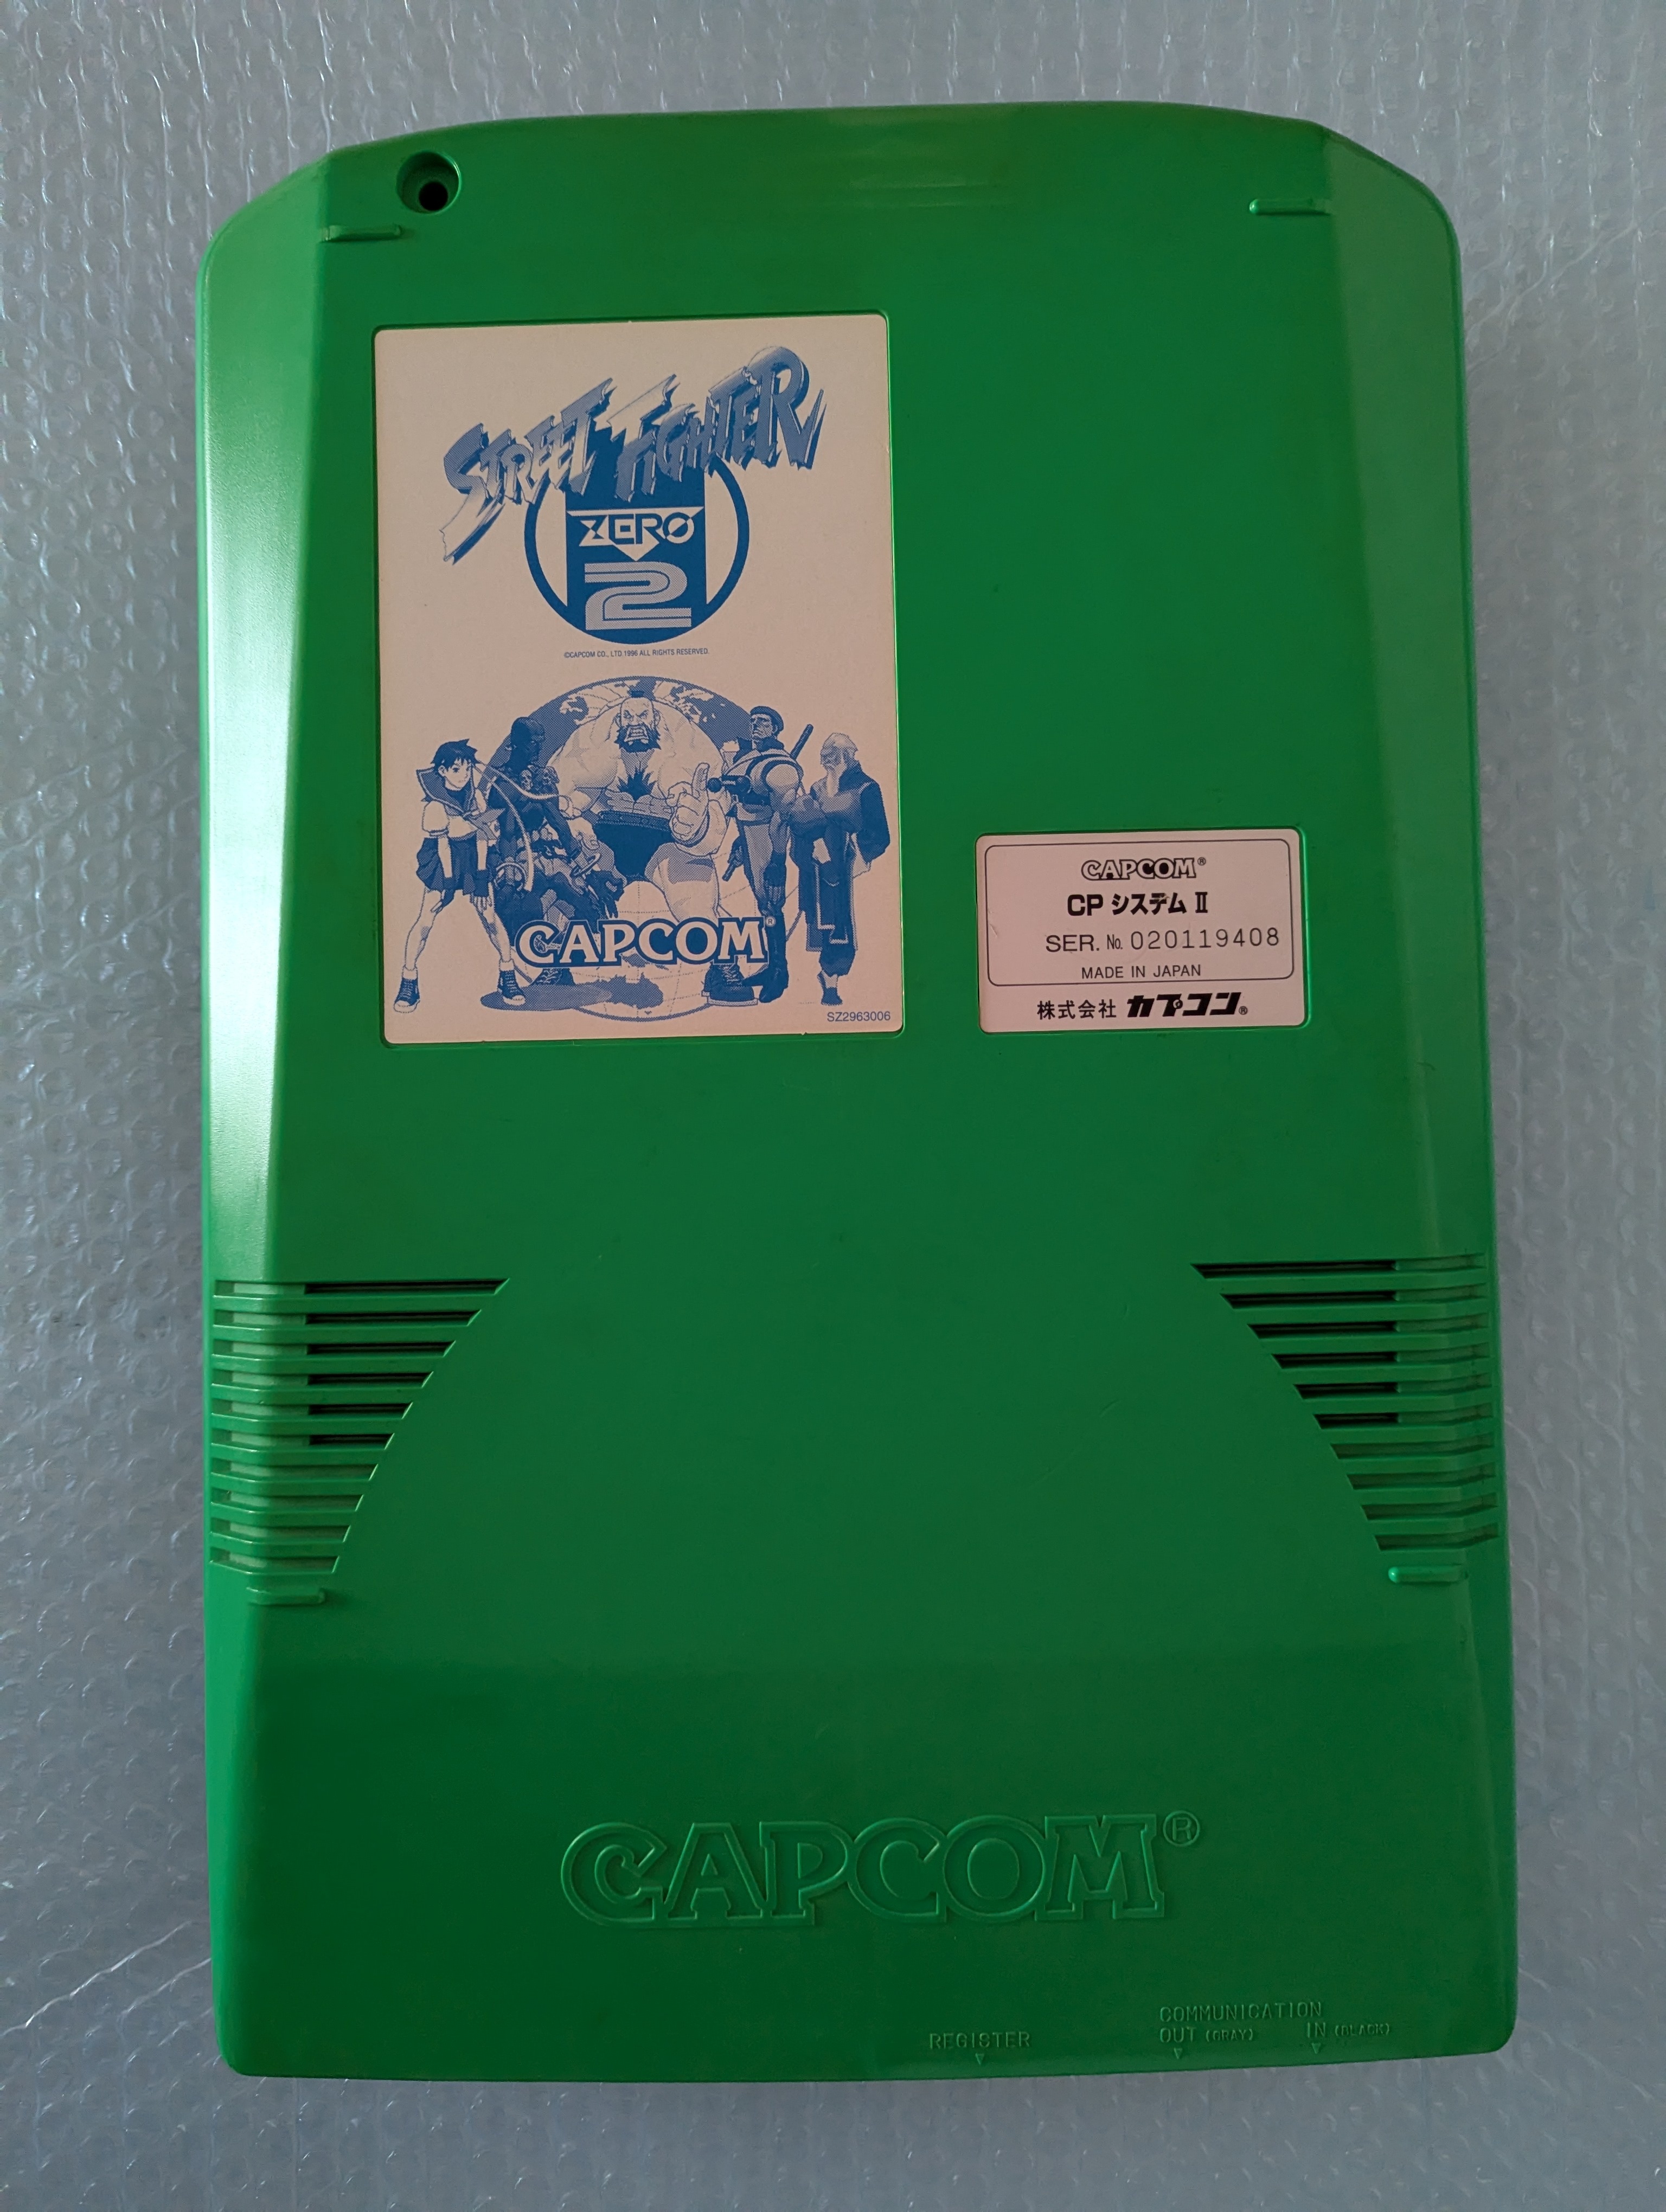 STREET FIGHTER
ZERO
2
©CAPCOM CO., LTD 1996 ALL RIGHTS RESERVED.
CAPCOM®
SZ2963006
CAPCOM®
CP システム II
SER. No. 020119408
MADE IN JAPAN
株式会社 カプコン®
CAPCOM®
COMMUNICATION
REGISTER OUT (GRAY) IN (BLACK)